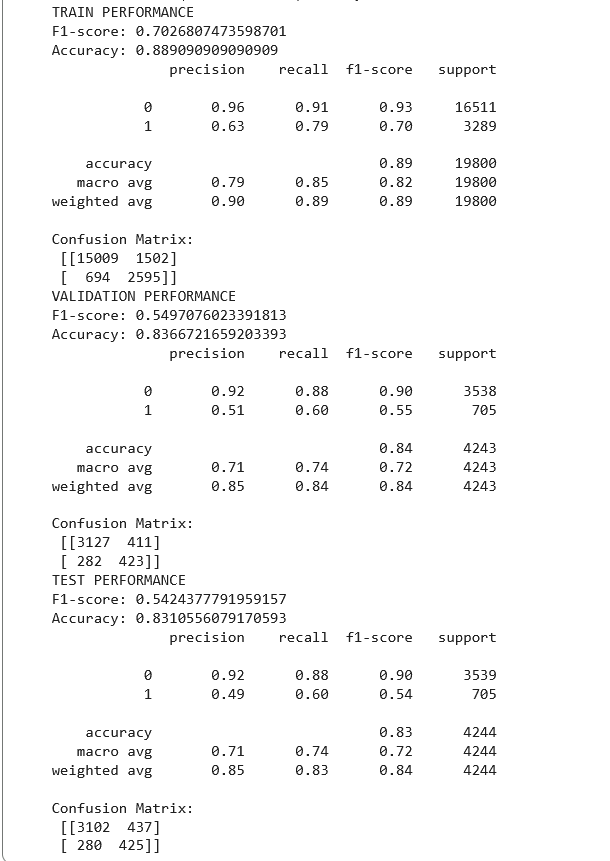 TRAIN PERFORMANCE
F1-score: 0.7026807473598701
Accuracy: 0.889090909090909
              precision    recall  f1-score   support

           0       0.96      0.91      0.93     16511
           1       0.63      0.79      0.70      3289

    accuracy                           0.89     19800
   macro avg       0.79      0.85      0.82     19800
weighted avg       0.90      0.89      0.89     19800

Confusion Matrix:
 [[15009  1502]
 [  694  2595]]
VALIDATION PERFORMANCE
F1-score: 0.5497076023391813
Accuracy: 0.8366721659203393
              precision    recall  f1-score   support

           0       0.92      0.88      0.90      3538
           1       0.51      0.60      0.55       705

    accuracy                           0.84      4243
   macro avg       0.71      0.74      0.72      4243
weighted avg       0.85      0.84      0.84      4243

Confusion Matrix:
 [[3127  411]
 [ 282  423]]
TEST PERFORMANCE
F1-score: 0.5424377791959157
Accuracy: 0.8310556079170593
              precision    recall  f1-score   support

           0       0.92      0.88      0.90      3539
           1       0.49      0.60      0.54       705

    accuracy                           0.83      4244
   macro avg       0.71      0.74      0.72      4244
weighted avg       0.85      0.83      0.84      4244

Confusion Matrix:
 [[3102  437]
 [ 280  425]]